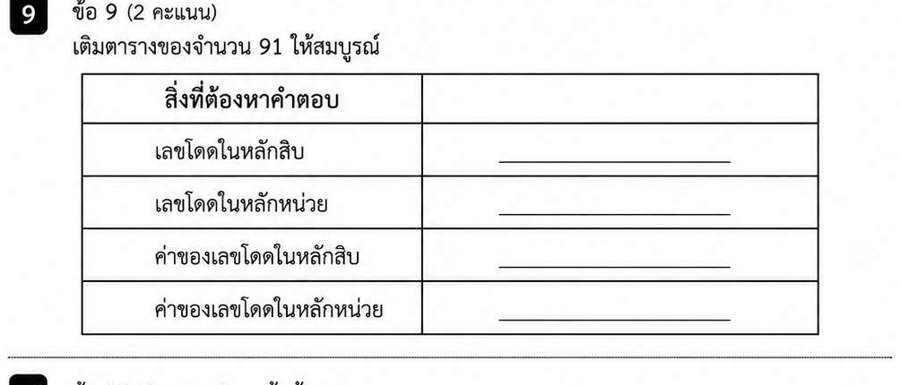 9
ข้อ 9 (2 คะแนน)
เติมตารางของจำนวน 91 ให้สมบูรณ์
สิ่งที่ต้องหาคำตอบ
เลขโดดในหลักสิบ
เลขโดดในหลักหน่วย
ค่าของเลขโดดในหลักสิบ
ค่าของเลขโดดในหลักหน่วย